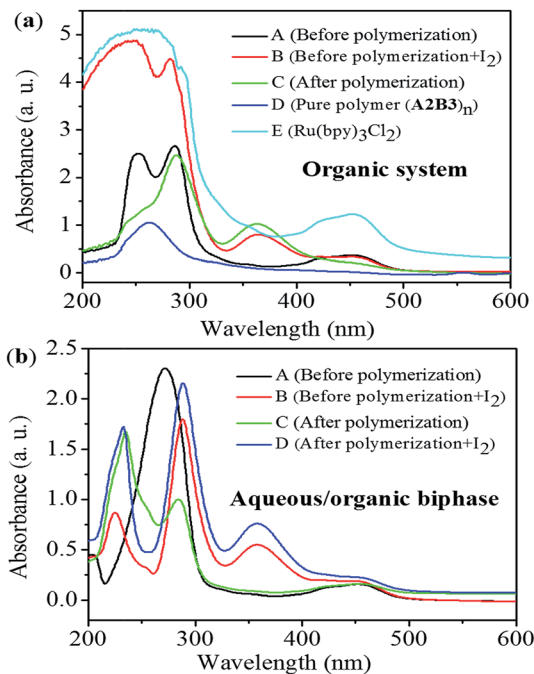 (a)
A (Before polymerization)
B (Before polymerization+I2)
C (After polymerization)
D (Pure polymer (A2B3)n
E (Ru(bpy)3Cl2)
Organic system
Absorbance (a. u.)
5
4
3
2
1
0
200 300 400 500 600
Wavelength (nm)
(b)
A (Before polymerization)
B (Before polymerization+I2)
C (After polymerization)
D (After polymerization+I2)
Aqueous/organic biphase
Absorbance (a. u.)
2.5
2.0
1.5
1.0
0.5
0.0
200 300 400 500 600
Wavelength (nm)